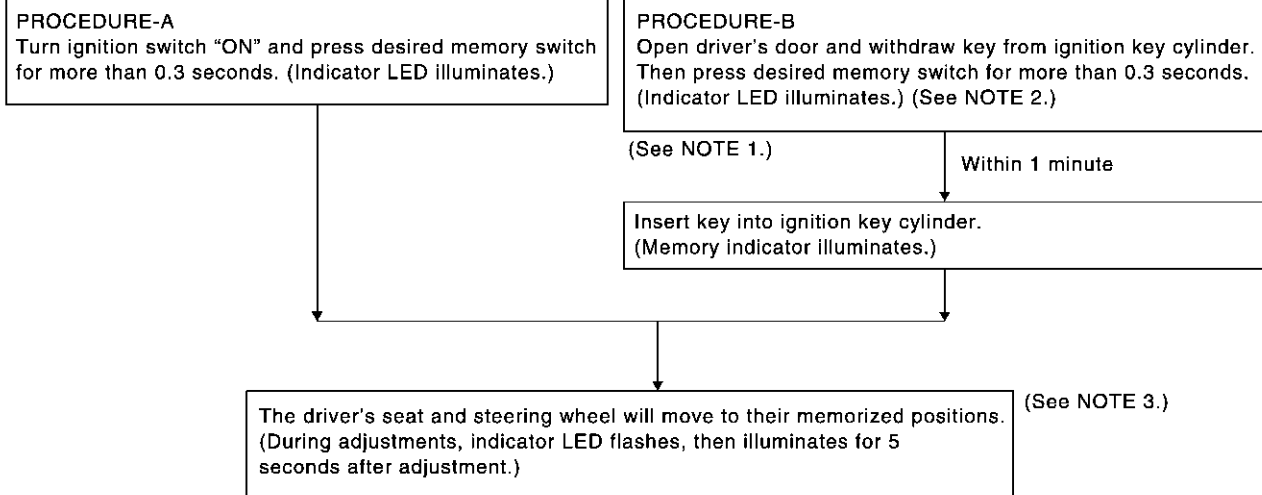 PROCEDURE-A
Turn ignition switch “ON” and press desired memory switch
for more than 0.3 seconds. (Indicator LED illuminates.)
PROCEDURE-B
Open driver’s door and withdraw key from ignition key cylinder.
Then press desired memory switch for more than 0.3 seconds.
(Indicator LED illuminates.) (See NOTE 2.)
(See NOTE 1.)
Within 1 minute
Insert key into ignition key cylinder.
(Memory indicator illuminates.)
The driver’s seat and steering wheel will move to their memorized positions.
(During adjustments, indicator LED flashes, then illuminates for 5
seconds after adjustment.)
(See NOTE 3.)